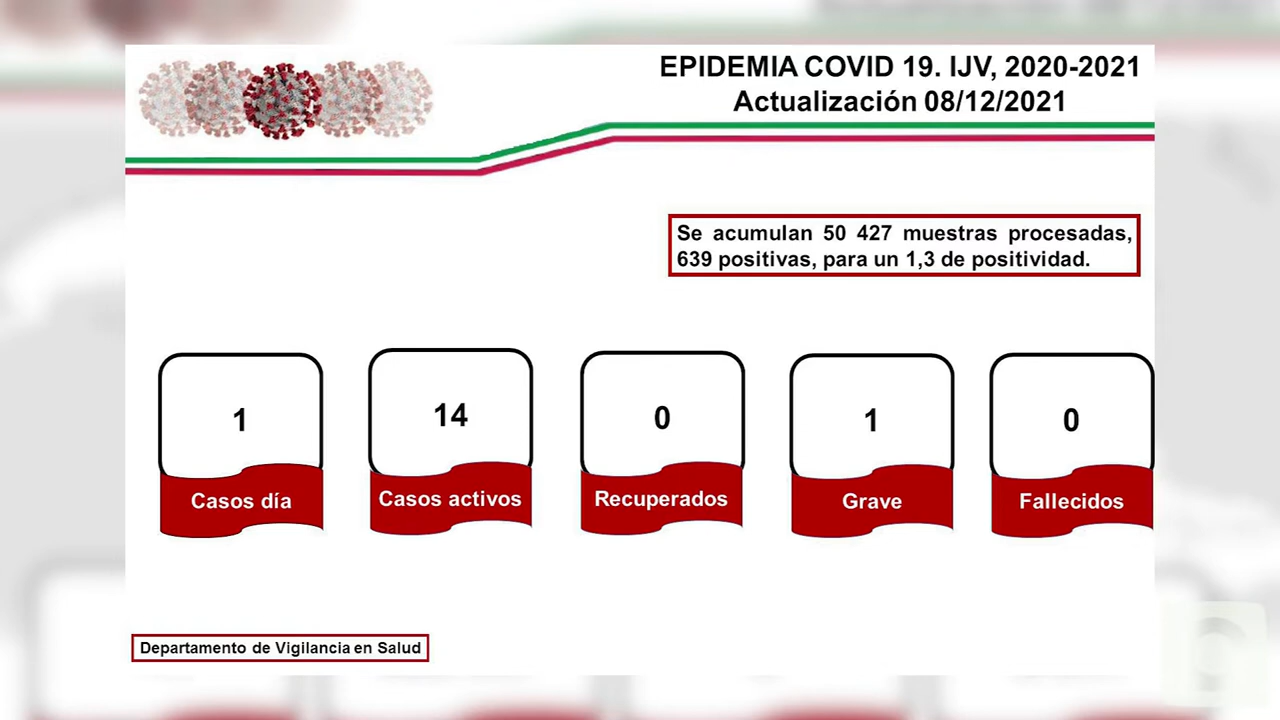 EPIDEMIA COVID 19. IJV, 2020-2021
Actualización 08/12/2021
Se acumulan 50 427 muestras procesadas,
639 positivas, para un 1,3 de positividad.
1
Casos día
14
Casos activos
0
Recuperados
1
Grave
0
Fallecidos
Departamento de Vigilancia en Salud